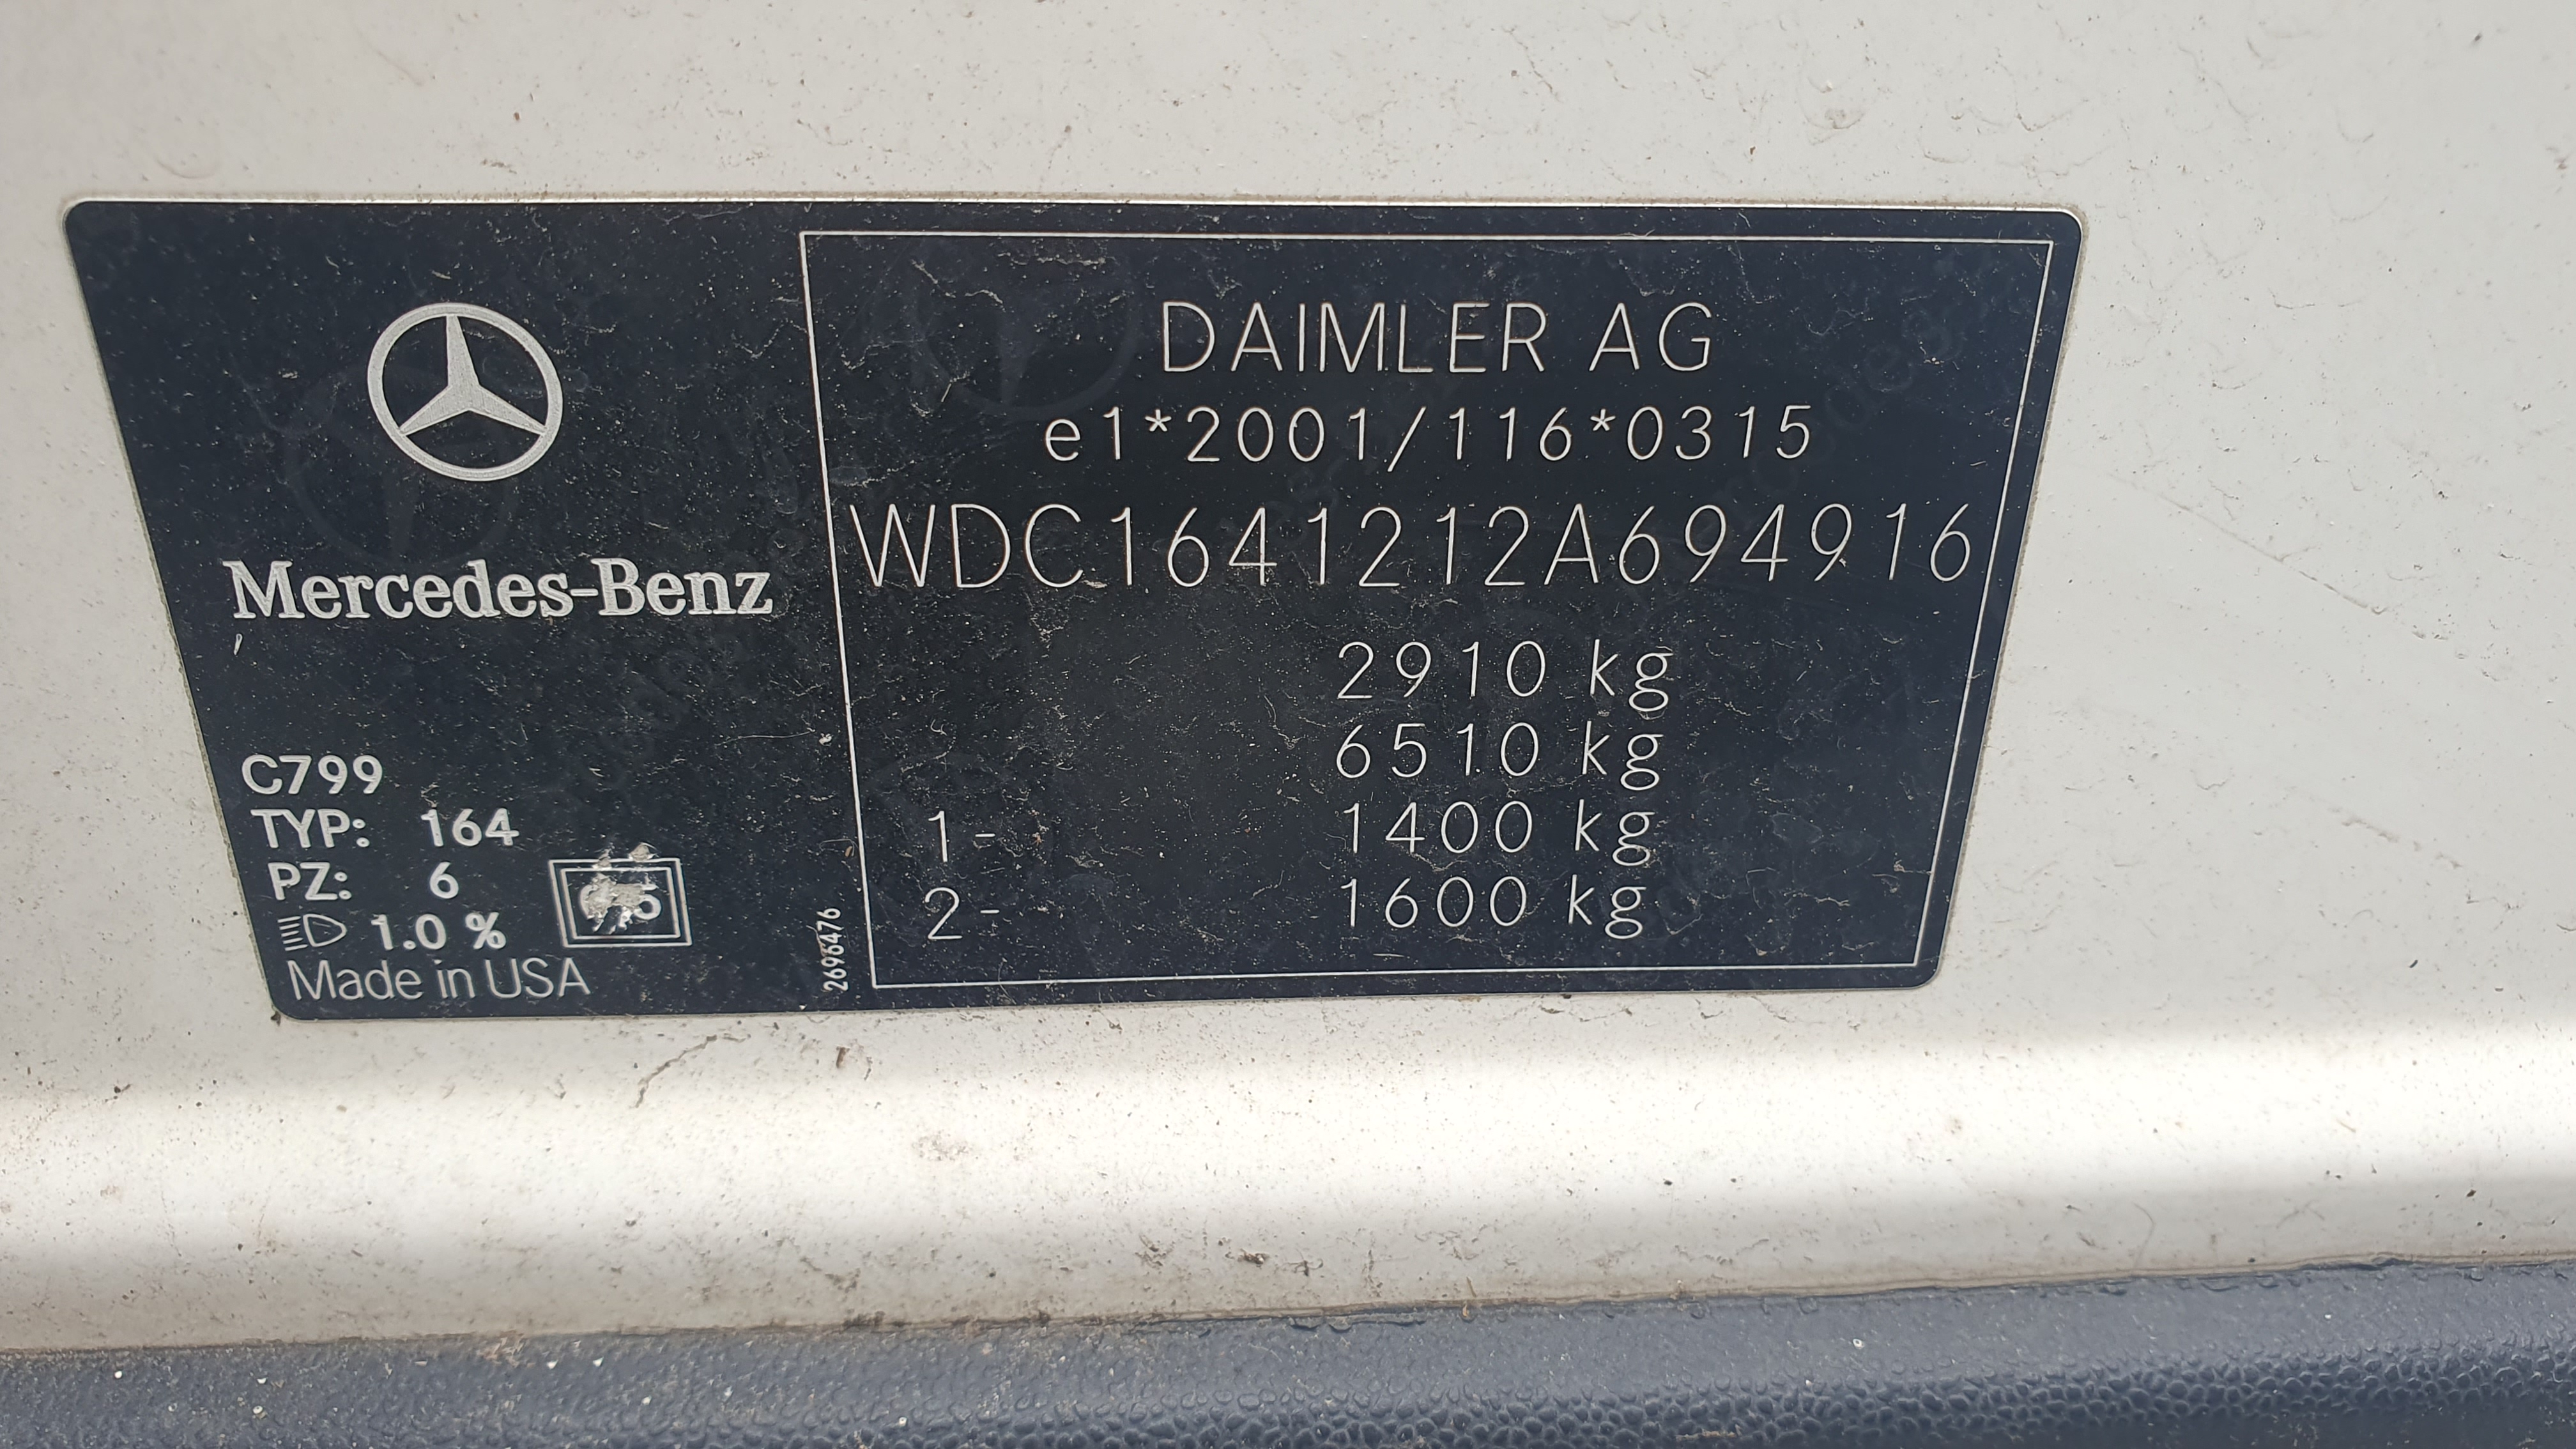 Mercedes-Benz
C799
TYP: 164
PZ: 6
1.0 %
Made in USA
2696476
DAIMLER AG
e1*2001/116*0315
WDC1641212A694916
2910 kg
6510 kg
1- 1400 kg
2- 1600 kg